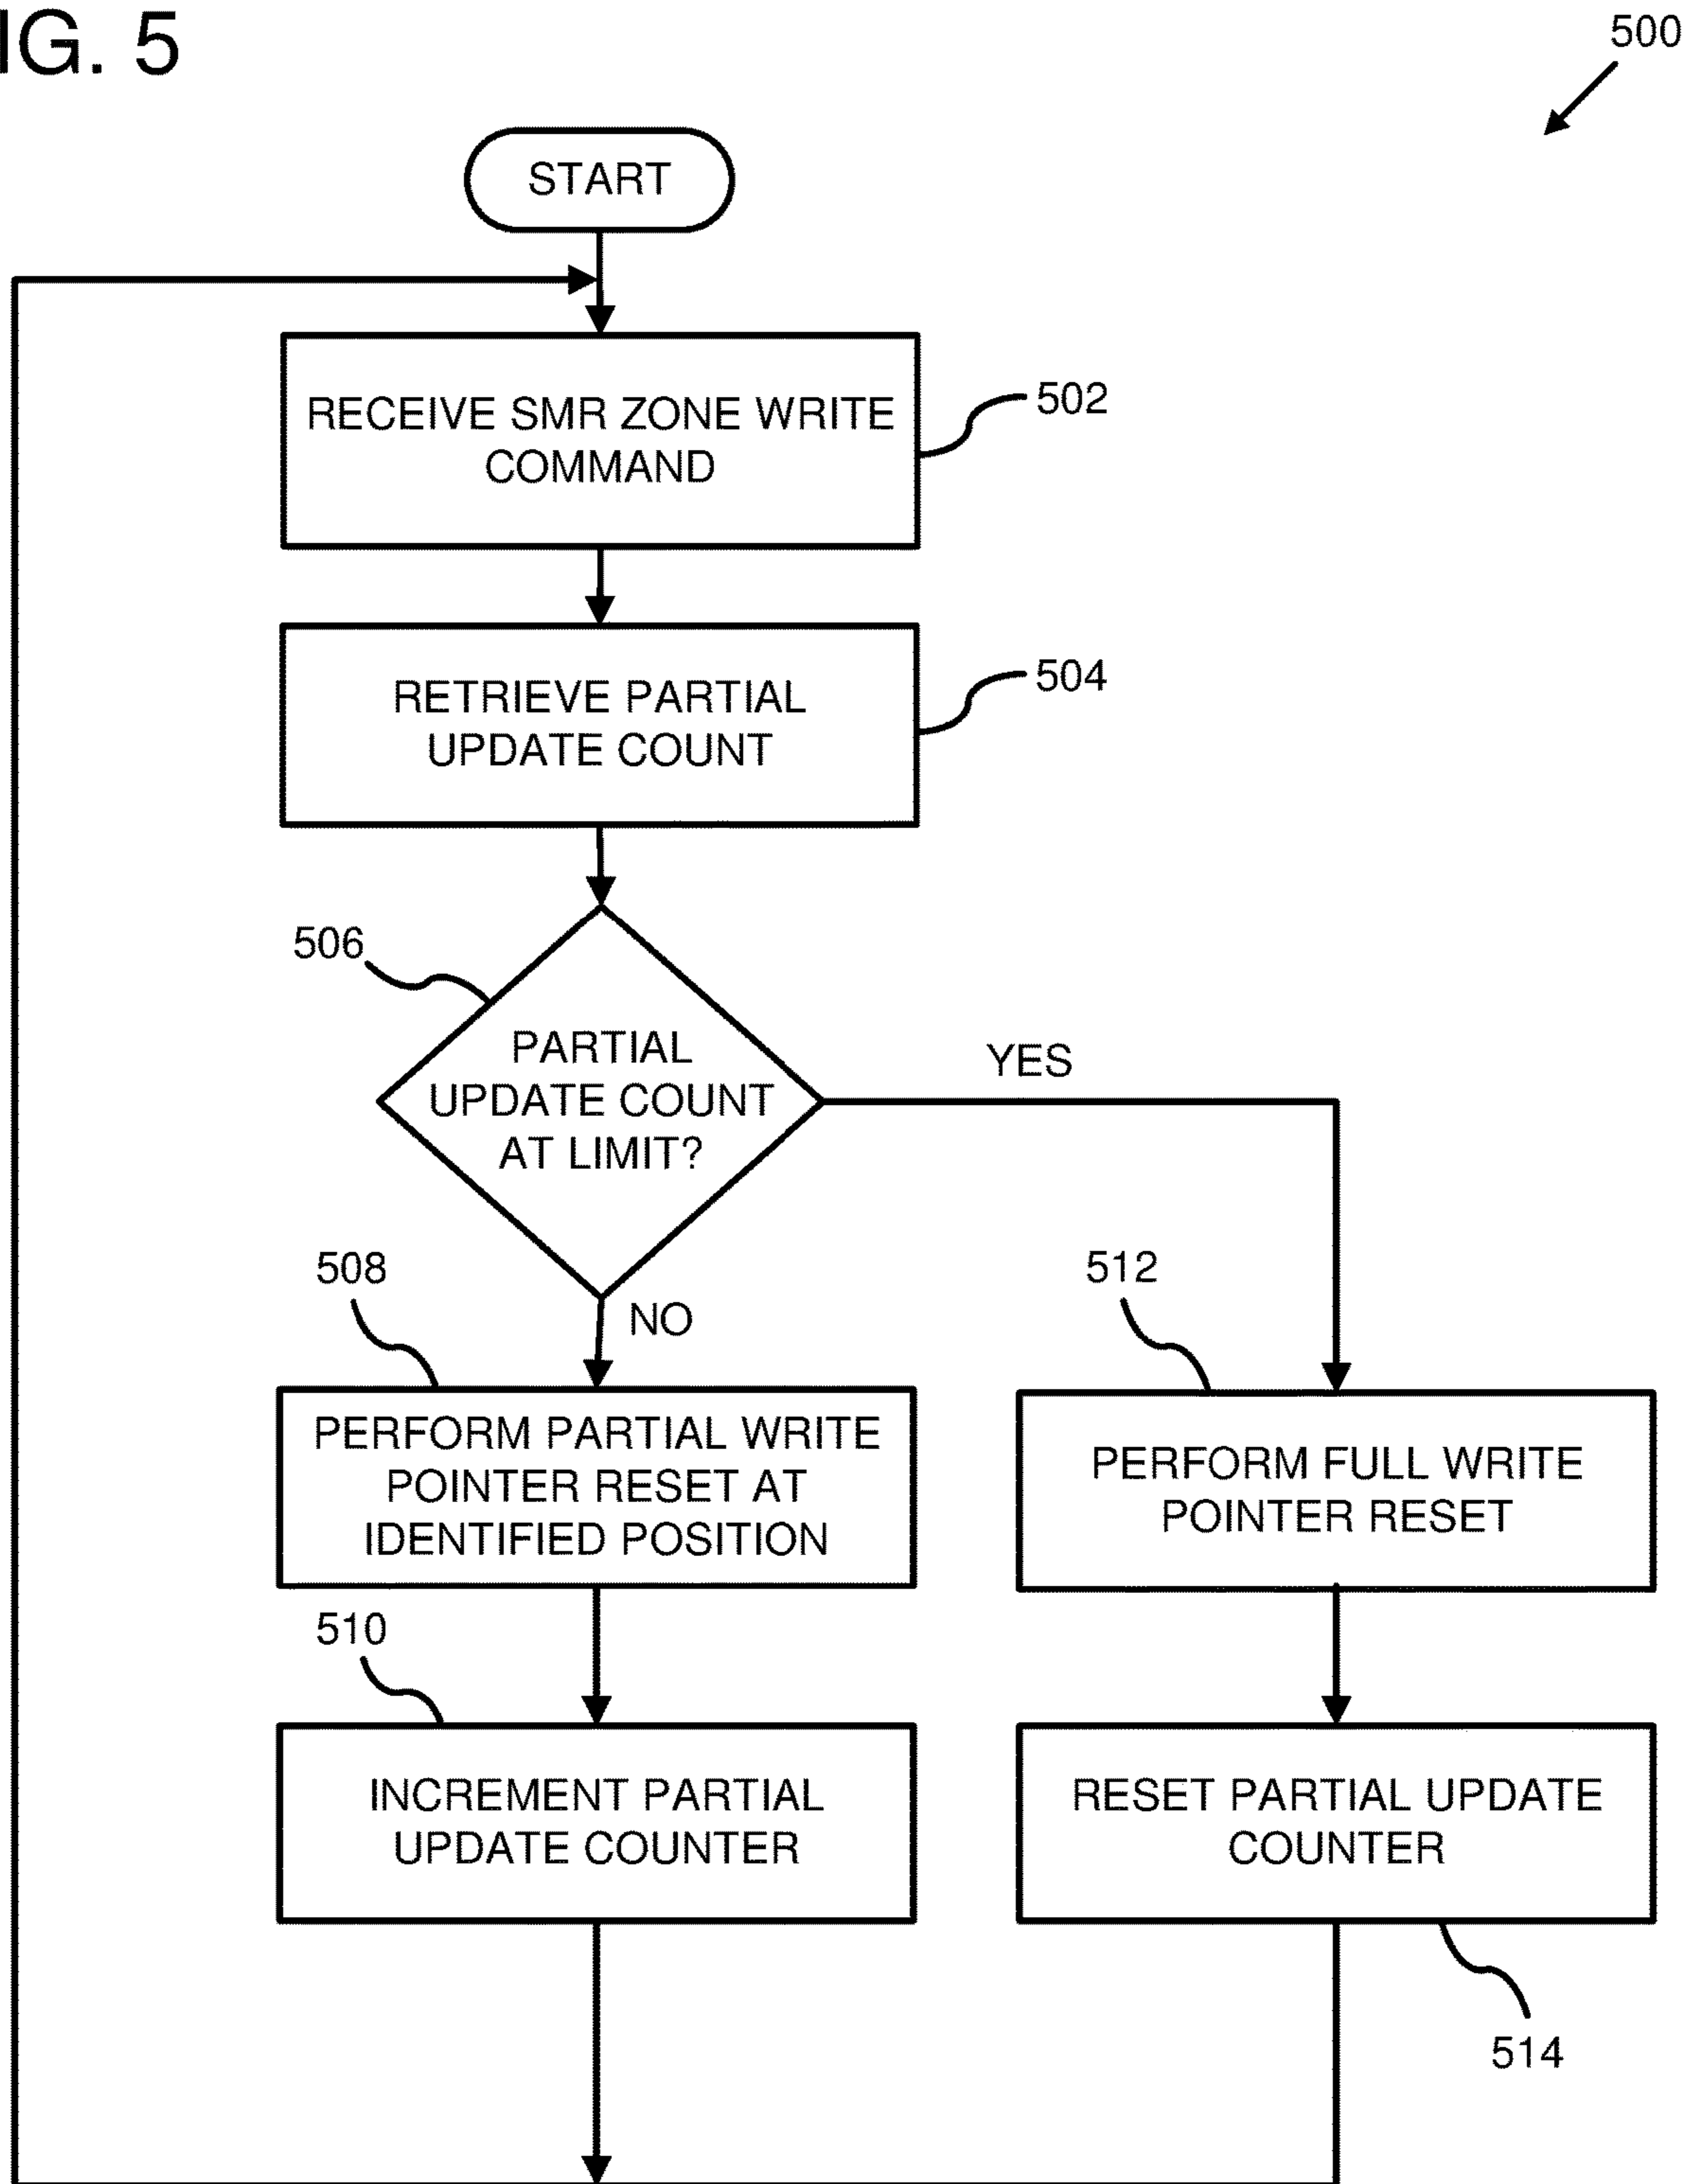 IG. 5
500
START
RECEIVE SMR ZONE WRITE
COMMAND
502
RETRIEVE PARTIAL
UPDATE COUNT
504
506
PARTIAL
UPDATE COUNT
AT LIMIT?
YES
NO
508
PERFORM PARTIAL WRITE
POINTER RESET AT
IDENTIFIED POSITION
512
PERFORM FULL WRITE
POINTER RESET
510
INCREMENT PARTIAL
UPDATE COUNTER
RESET PARTIAL UPDATE
COUNTER
514